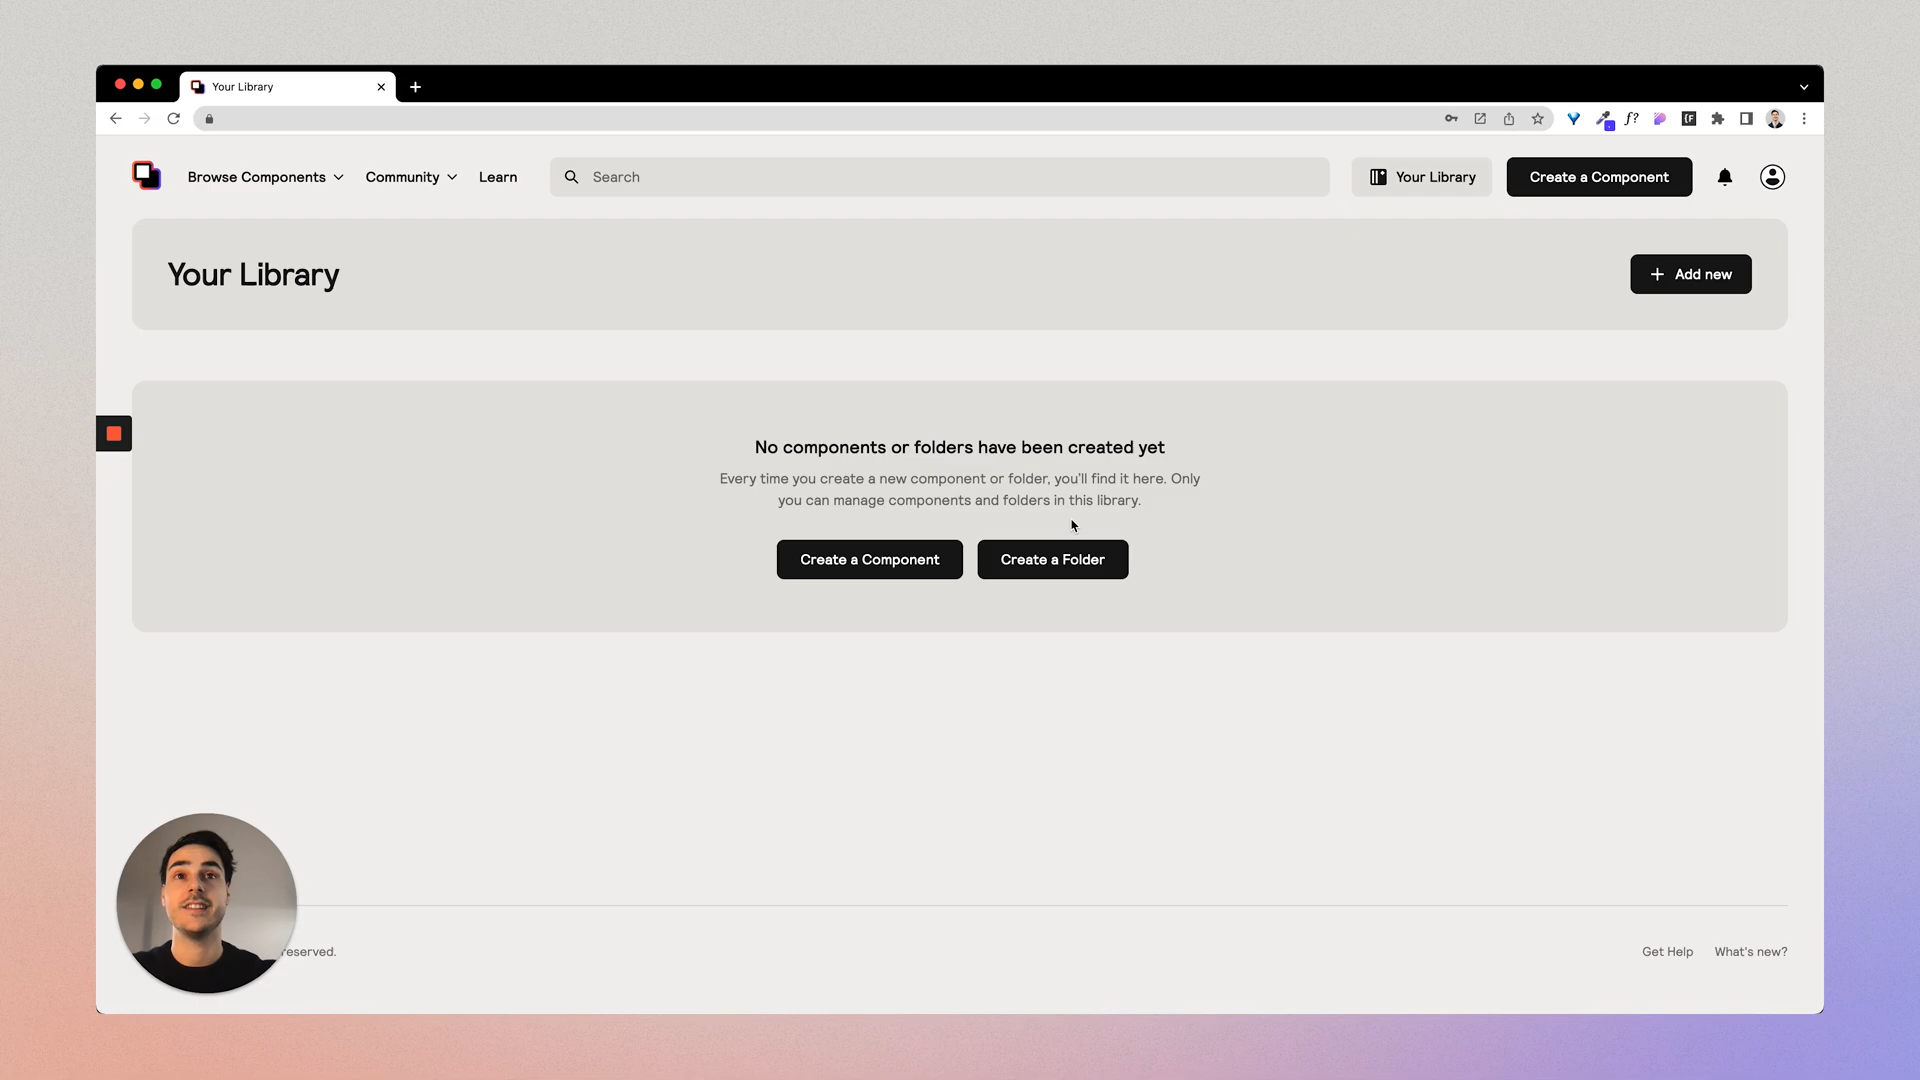 Your Library
Browse Components
Community
Learn
Search
Your Library
Create a Component
Your Library
Add new
No components or folders have been created yet
Every time you create a new component or folder, you'll find it here. Only
you can manage components and folders in this library.
Create a Component
Create a Folder
reserved.
Get Help
What's new?